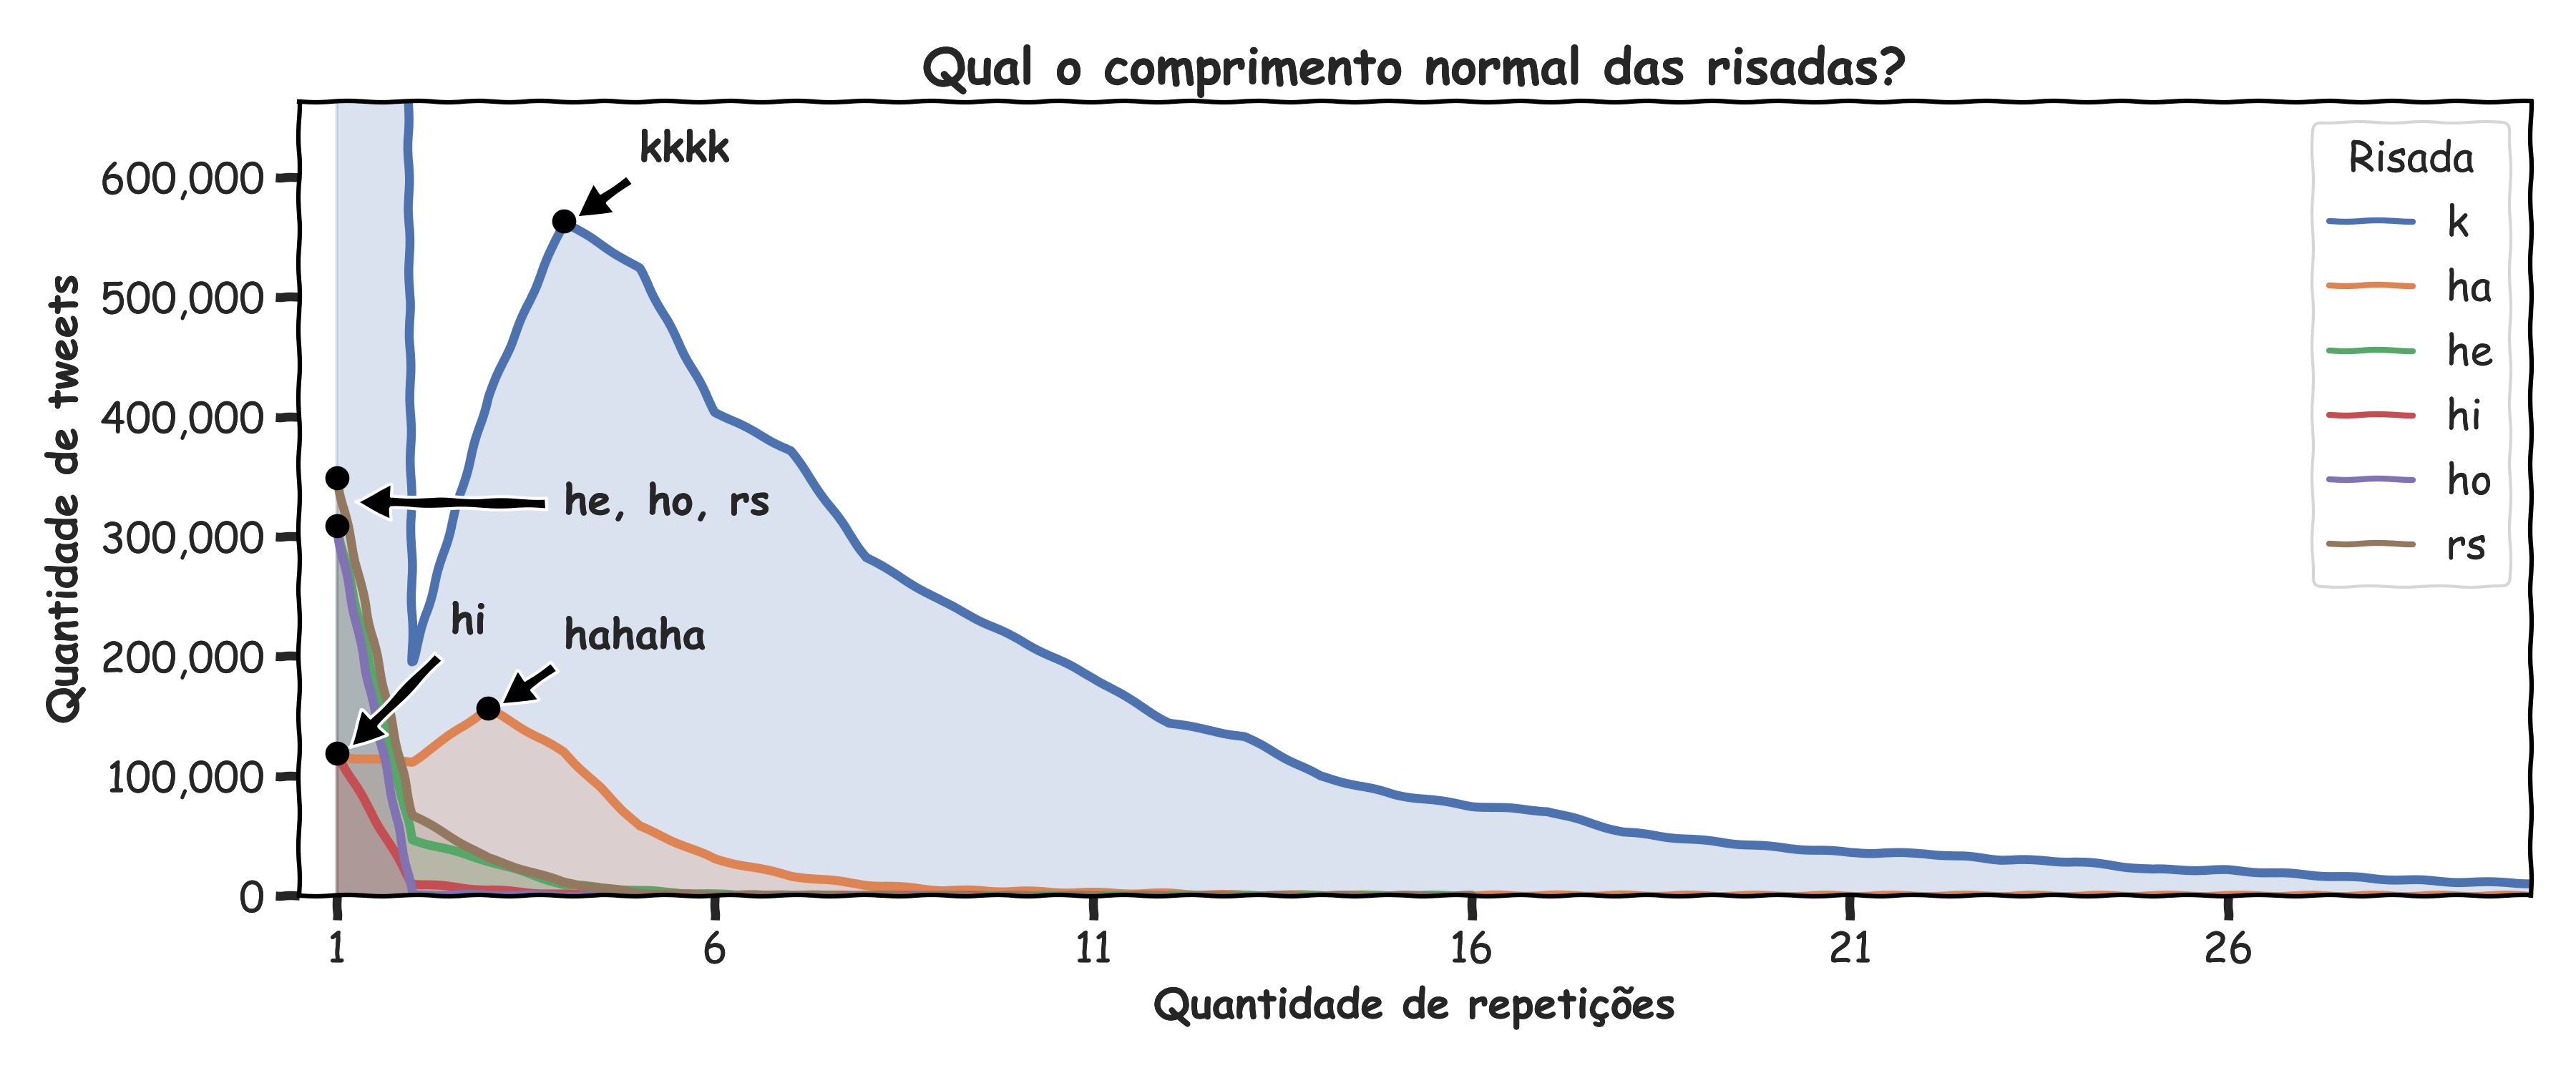 Qual o comprimento normal das risadas?
Quantidade de tweets
600,000
500,000
400,000
300,000
200,000
100,000
0
kkkk
he, ho, rs
hi
hahaha
Risada
k
ha
he
hi
ho
rs
1 6 11 16 21 26
Quantidade de repetições